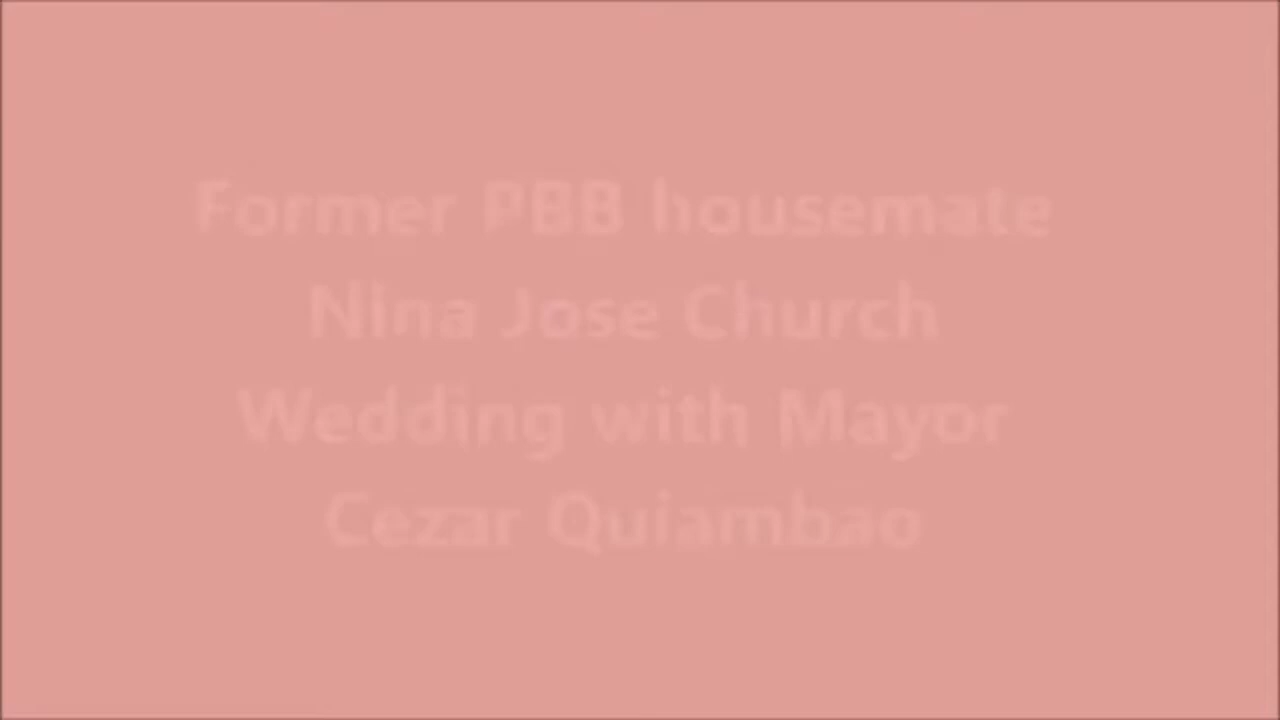 Former PBB housemate
Nina Jose Church
Wedding with Mayor
Cezar Quiambao